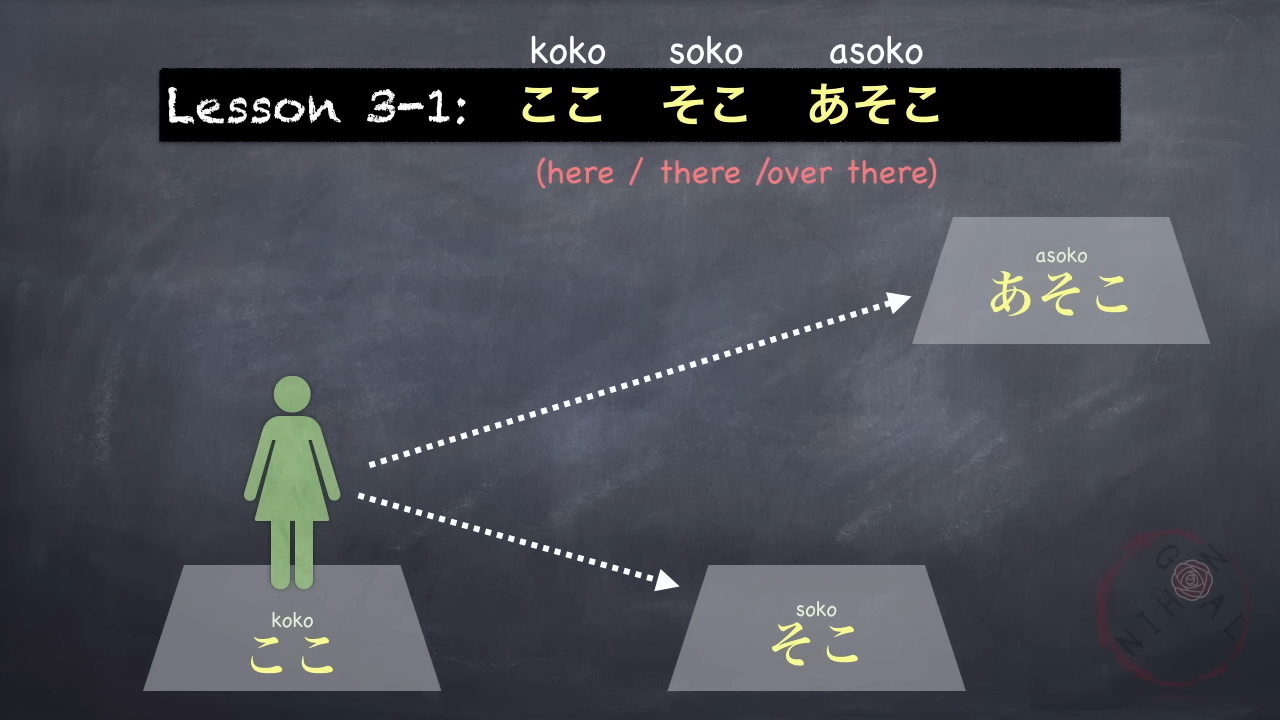 koko soko asoko
Lesson 3-1: ここ そこ あそこ
(here / there /over there)
asoko
あそこ
koko
ここ
soko
そこ
NIHONGOAL